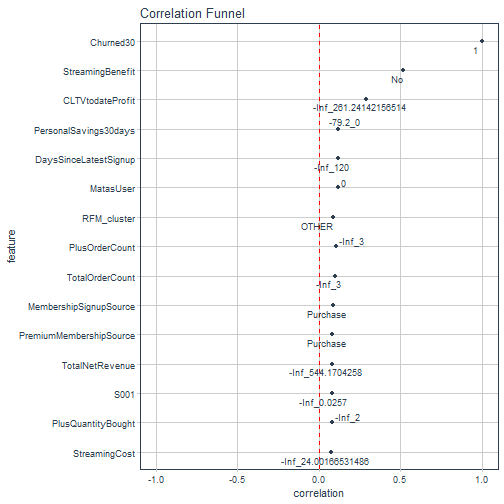 Correlation Funnel
Churned30
1
StreamingBenefit
No
CLTVtodateProfit
-Inf_261.24142156514
PersonalSavings30days
-79.2_0
DaysSinceLatestSignup
-Inf_120
MatasUser
0
RFM_cluster
OTHER
PlusOrderCount
-Inf_3
TotalOrderCount
-Inf_3
MembershipSignupSource
Purchase
PremiumMembershipSource
Purchase
TotalNetRevenue
-Inf_544.1704258
S001
-Inf_0.0257
PlusQuantityBought
-Inf_2
StreamingCost
-Inf_24.00166531486
feature
-1.0 -0.5 0.0 0.5 1.0
correlation